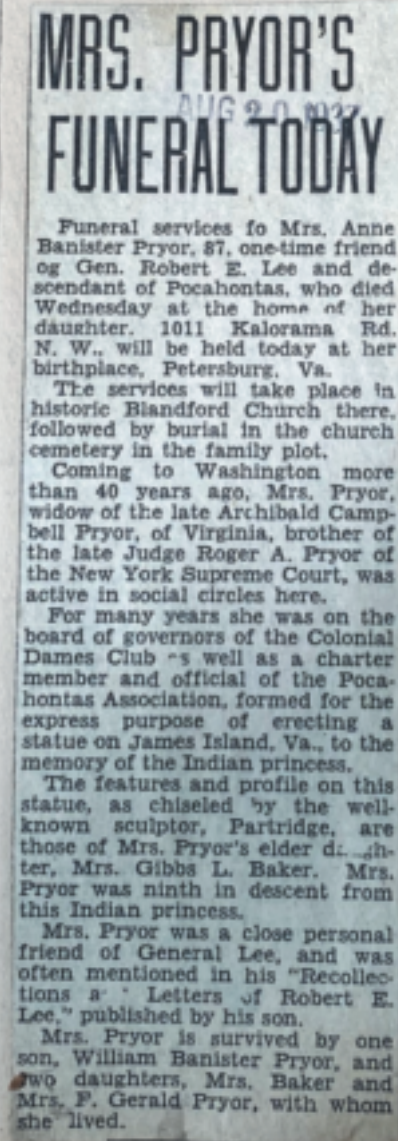 MRS. PRYOR'S
AUG 20 1937
FUNERAL TODAY
Funeral services fo Mrs. Anne
Banister Pryor, 87, one-time friend
og Gen. Robert E. Lee and de-
scendant of Pocahontas, who died
Wednesday at the home of her
daughter, 1011 Kalorama Rd.
N. W., will be held today at her
birthplace, Petersburg, Va.
The services will take place in
historic Blandford Church there,
followed by burial in the church
cemetery in the family plot.
Coming to Washington more
than 40 years ago, Mrs. Pryor,
widow of the late Archibald Camp-
bell Pryor, of Virginia, brother of
the late Judge Roger A. Pryor of
the New York Supreme Court, was
active in social circles here.
For many years she was on the
board of governors of the Colonial
Dames Club as well as a charter
member and official of the Poca-
hontas Association, formed for the
express purpose of erecting a
statue on James Island, Va., to the
memory of the Indian princess.
The features and profile on this
statue, as chiseled by the well-
known sculptor, Partridge, are
those of Mrs. Pryor's elder daugh-
ter, Mrs. Gibbs L. Baker. Mrs.
Pryor was ninth in descent from
this Indian princess.
Mrs. Pryor was a close personal
friend of General Lee, and was
often mentioned in his "Recollec-
tions Letters of Robert E.
Lee," published by his son.
Mrs. Pryor is survived by one
son, William Banister Pryor, and
two daughters, Mrs. Baker and
Mrs. F. Gerald Pryor, with whom
she lived.